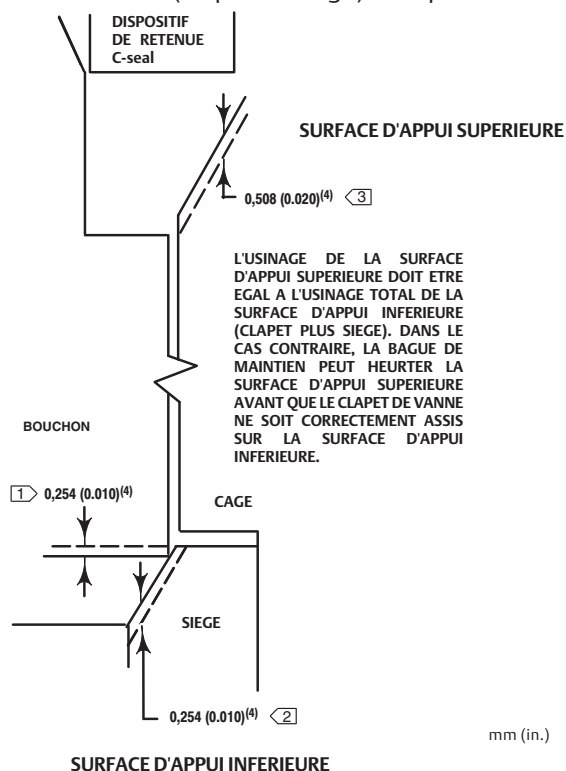 DISPOSITIF
DE RETENUE
C-seal
SURFACE D'APPUI SUPERIEURE
0,508 (0.020)(4) 3
L'USINAGE DE LA SURFACE
D'APPUI SUPERIEURE DOIT ETRE
EGAL A L'USINAGE TOTAL DE LA
SURFACE D'APPUI INFERIEURE
(CLAPET PLUS SIEGE). DANS LE
CAS CONTRAIRE, LA BAGUE DE
MAINTIEN PEUT HEURTER LA
SURFACE D'APPUI SUPERIEURE
AVANT QUE LE CLAPET DE VANNE
NE SOIT CORRECTEMENT ASSIS
SUR LA SURFACE D'APPUI
INFERIEURE.
BOUCHON
1 0,254 (0.010)(4)
CAGE
SIEGE
0,254 (0.010)(4) 2
mm (in.)
SURFACE D'APPUI INFERIEURE